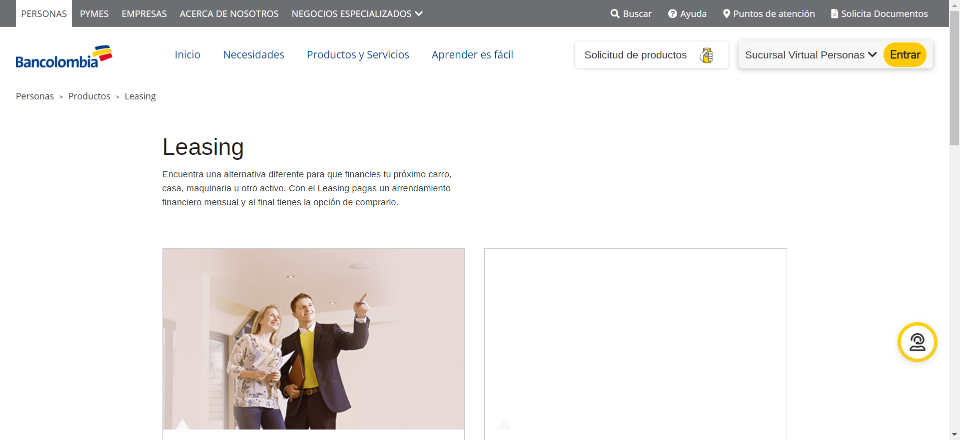 PERSONAS PYMES EMPRESAS ACERCA DE NOSOTROS NEGOCIOS ESPECIALIZADOS Buscar Ayuda Puntos de atención Solicita Documentos
Bancolombia Inicio Necesidades Productos y Servicios Aprender es fácil Solicitud de productos Sucursal Virtual Personas Entrar
Personas > Productos > Leasing
Leasing
Encuentra una alternativa diferente para que financies tu próximo carro,
casa, maquinaria u otro activo. Con el Leasing pagas un arrendamiento
financiero mensual y al final tienes la opción de comprarlo.